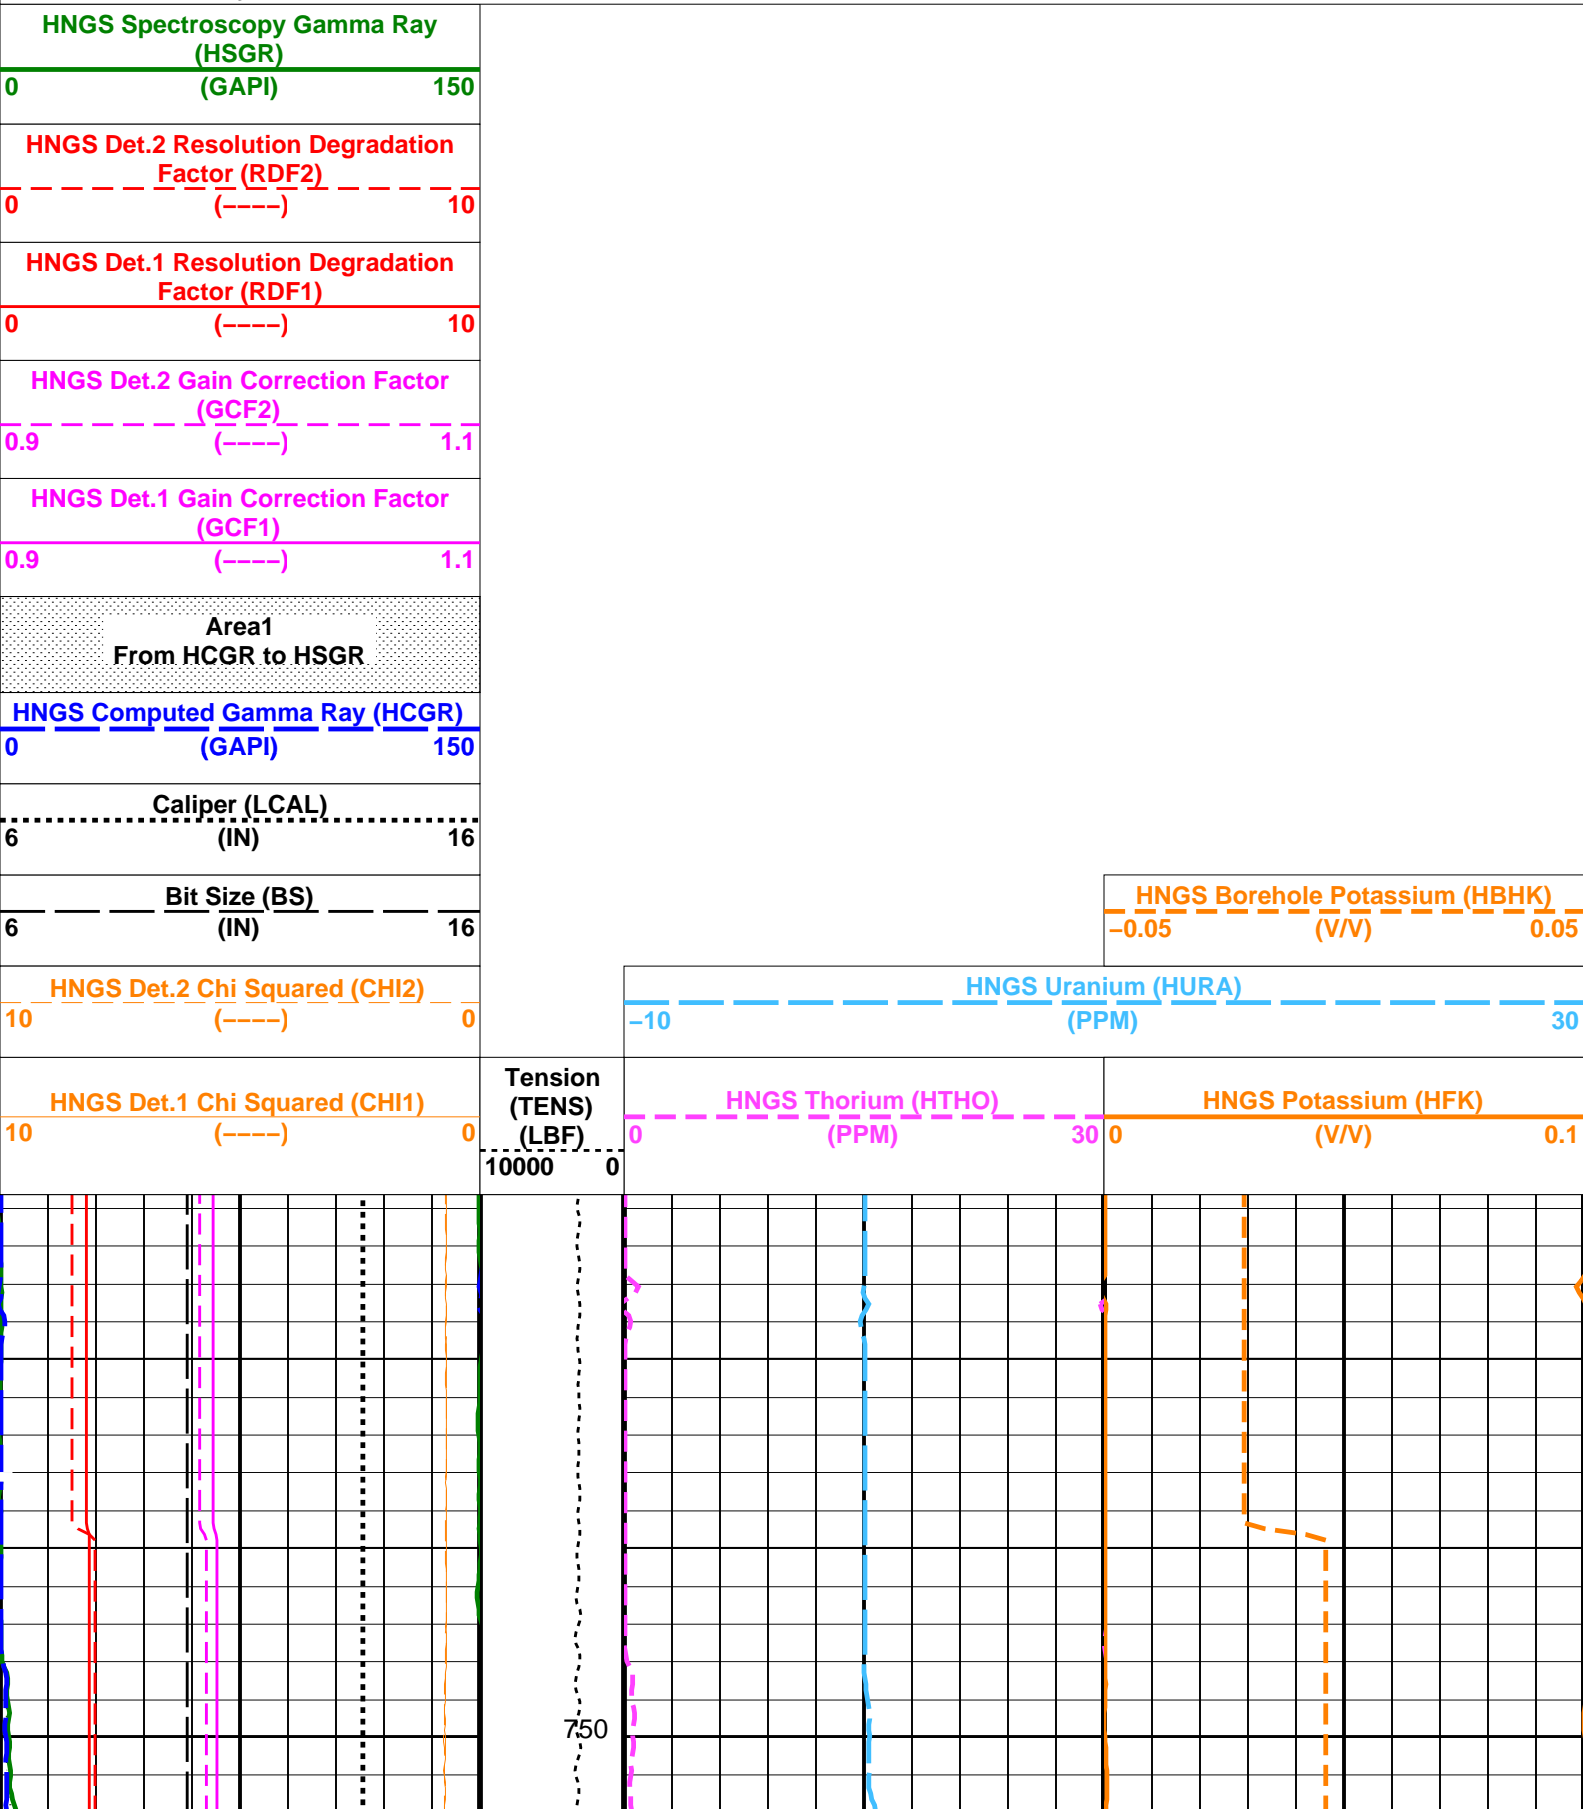 HNGS Spectroscopy Gamma Ray
(HSGR)
0 (GAPI) 150
HNGS Det.2 Resolution Degradation
Factor (RDF2)
0 (----) 10
HNGS Det.1 Resolution Degradation
Factor (RDF1)
0 (----) 10
HNGS Det.2 Gain Correction Factor
(GCF2)
0.9 (----) 1.1
HNGS Det.1 Gain Correction Factor
(GCF1)
0.9 (----) 1.1
Area1
From HCGR to HSGR
HNGS Computed Gamma Ray (HCGR)
0 (GAPI) 150
Caliper (LCAL)
6 (IN) 16
Bit Size (BS)
6 (IN) 16
HNGS Borehole Potassium (HBHK)
−0.05 (V/V) 0.05
HNGS Det.2 Chi Squared (CHI2)
10 (----) 0
HNGS Uranium (HURA)
−10 (PPM) 30
HNGS Det.1 Chi Squared (CHI1)
10 (----) 0
Tension
(TENS)
(LBF)
10000 0
HNGS Thorium (HTHO)
0 (PPM) 30
HNGS Potassium (HFK)
0 (V/V) 0.1
750